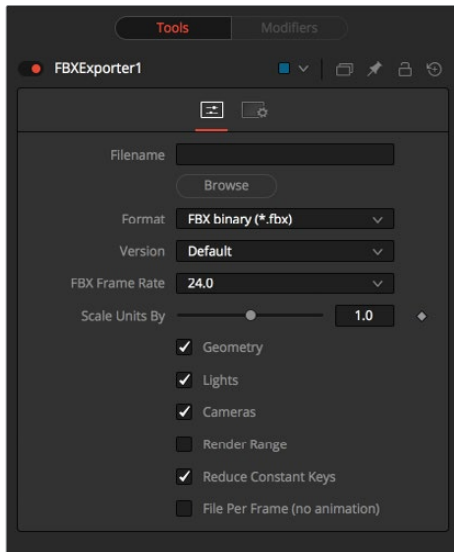 Tools Modifiers
FBXExporter1
Filename
Browse
Format FBX binary (*.fbx)
Version Default
FBX Frame Rate 24.0
Scale Units By 1.0
Geometry
Lights
Cameras
Render Range
Reduce Constant Keys
File Per Frame (no animation)